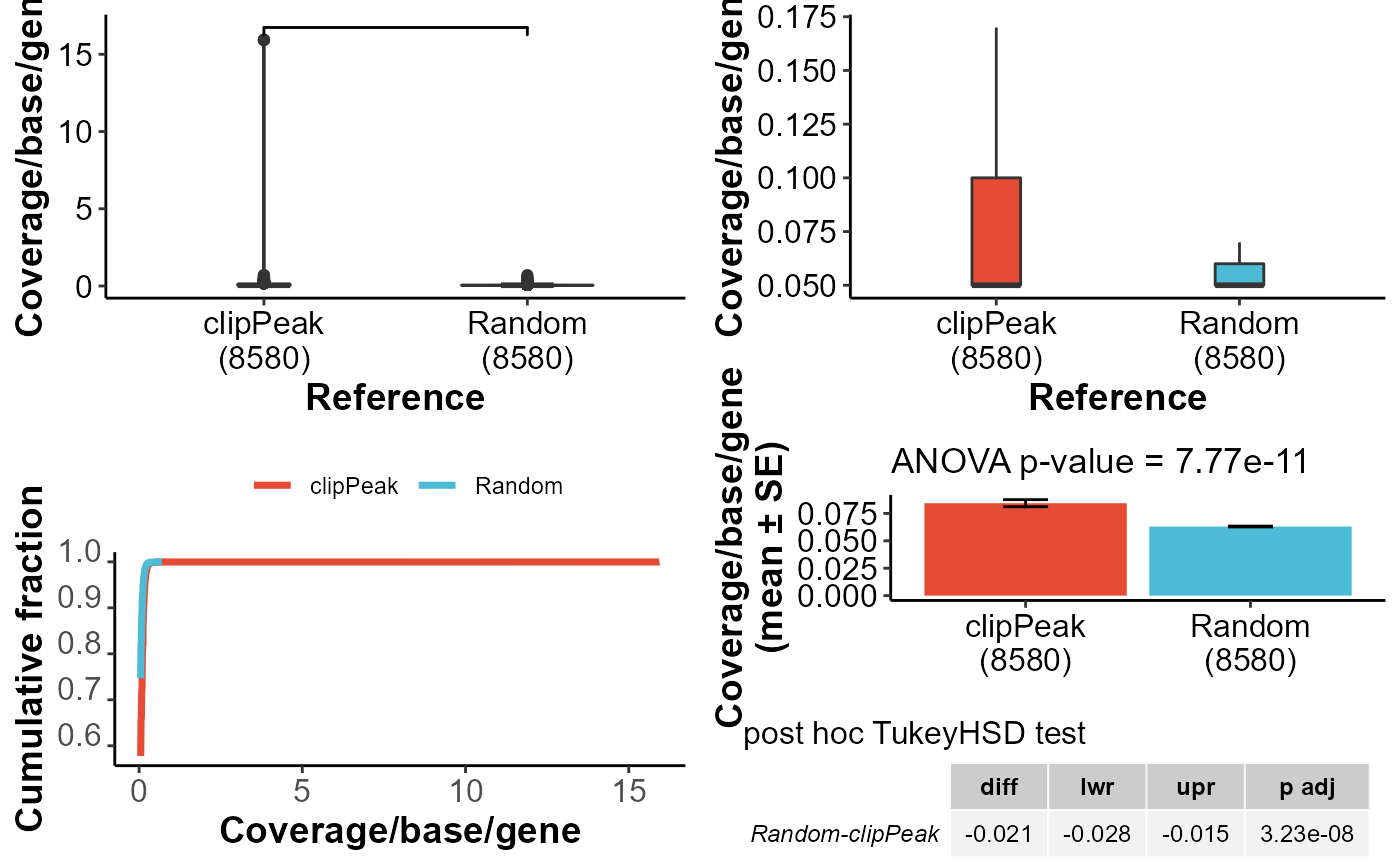 Coverage/base/gen
15
10
5
0
clipPeak
(8580)
Random
(8580)
Reference
Coverage/base/gen
0.175
0.150
0.125
0.100
0.075
0.050
clipPeak
(8580)
Random
(8580)
Reference
clipPeak
Random
Cumulative fraction
1.0
0.9
0.8
0.7
0.6
0
5
10
15
Coverage/base/gene
ANOVA p-value = 7.77e-11
Coverage/base/gene
(mean ± SE)
0.075
0.050
0.025
0.000
clipPeak
(8580)
Random
(8580)
post hoc TukeyHSD test
diff lwr upr p adj
Random-clipPeak -0.021 -0.028 -0.015 3.23e-08